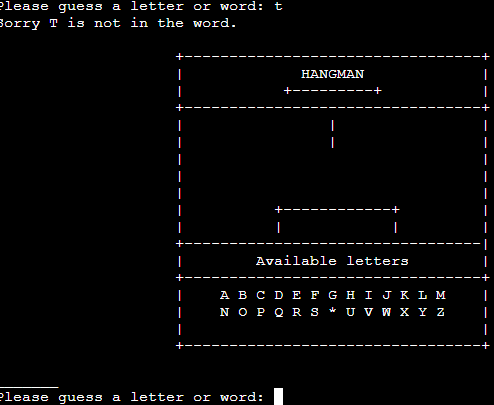 Please guess a letter or word: t
Sorry T is not in the word.
HANGMAN
Available letters
A B C D E F G H I J K L M
N O P Q R S * U V W X Y Z
Please guess a letter or word: